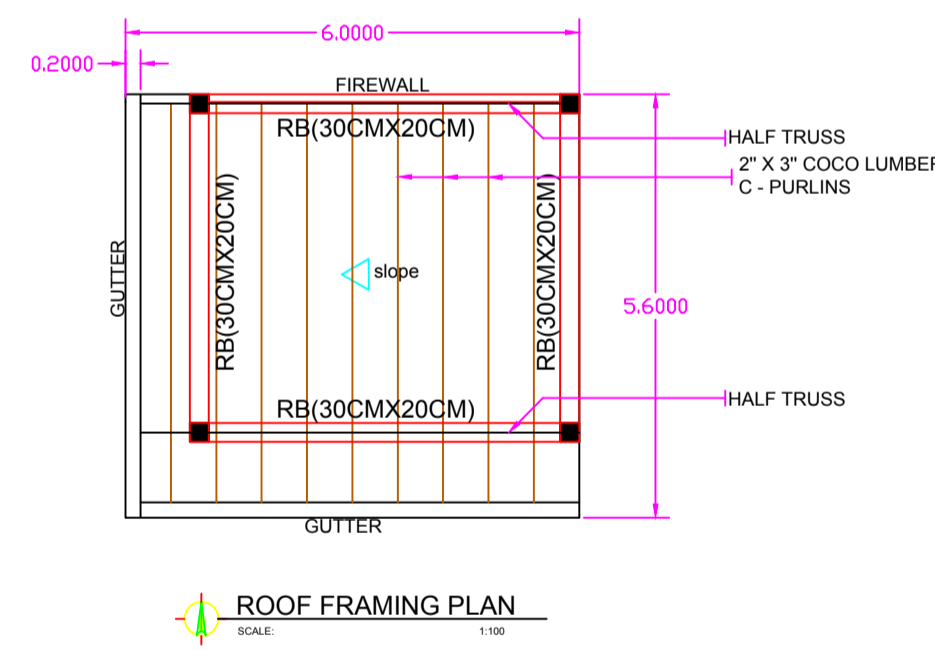 6.0000
0.2000
FIREWALL
RB(30CMX20CM)
HALF TRUSS
2" X 3" COCO LUMBER
C - PURLINS
RB(30CMX20CM)
RB(30CMX20CM)
GUTTER
slope
5.6000
HALF TRUSS
RB(30CMX20CM)
GUTTER
ROOF FRAMING PLAN
SCALE: 1:100